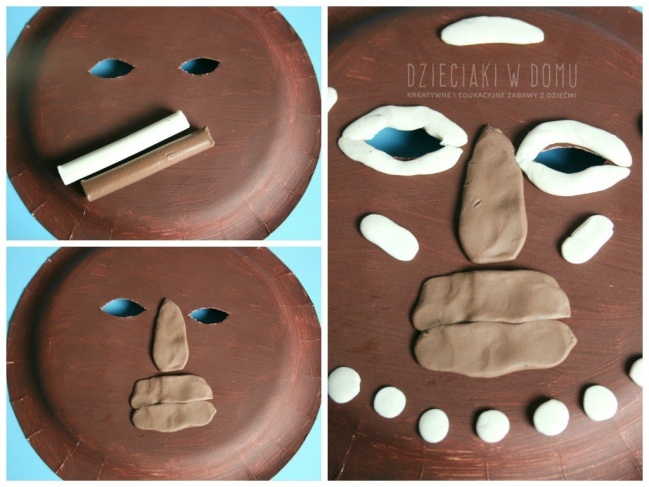 DZIECIAKI W DOMU
KREATYWNE I EDUKACYJNE ZABAWY Z DZIEĆMI